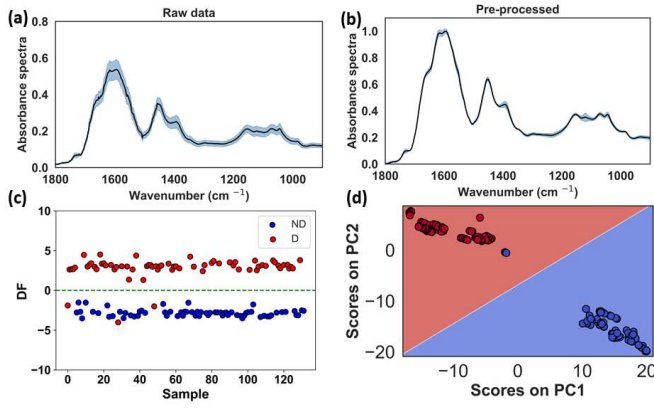 (a)
Raw data
0.8
0.6
0.4
0.2
0.0
Absorbance spectra
1800
1600
1400
1200
1000
Wavenumber (cm ⁻¹)
(b)
Pre-processed
1.0
0.8
0.6
0.4
0.2
0.0
Absorbance spectra
1800
1600
1400
1200
1000
Wavenumber (cm ⁻¹)
(c)
10
5
0
−5
−10
DF
ND
D
0
20
40
60
80
100
120
Sample
(d)
0
−10
−20
Scores on PC2
−10
0
10
20
Scores on PC1